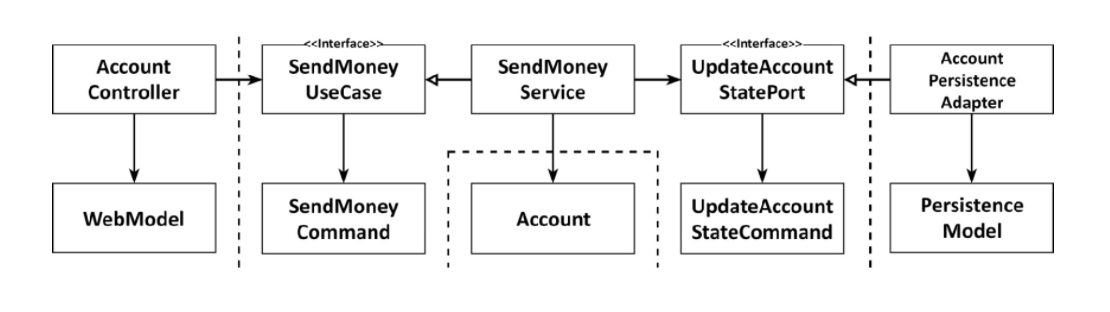 Account
Controller
<<Interface>>
SendMoney
UseCase
SendMoney
Service
<<Interface>>
UpdateAccount
StatePort
Account
Persistence
Adapter
WebModel
SendMoney
Command
Account
UpdateAccount
StateCommand
Persistence
Model